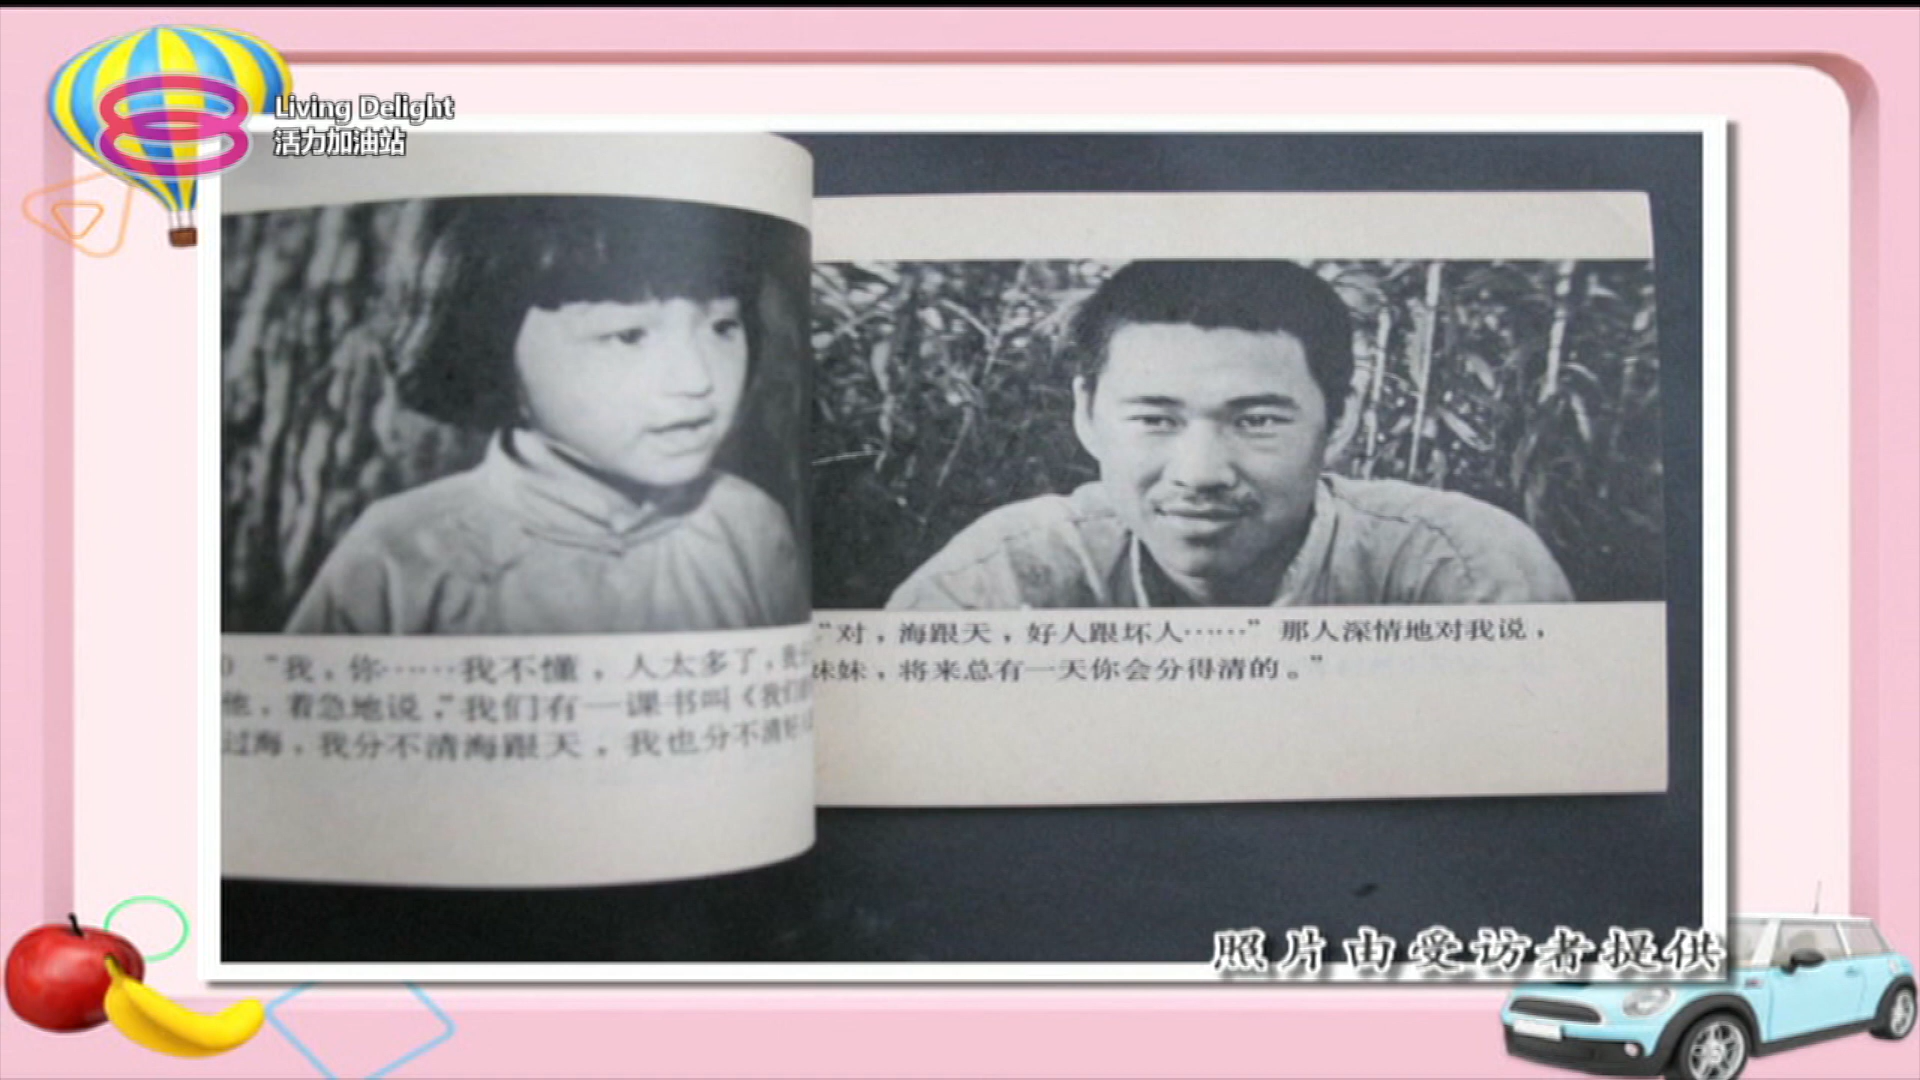 Living Delight
活力加油站
"我,你……我不懂,人太多了,我
他,着急地说,"我们有一课书叫《我们
过海,我分不清海跟天,我也分不清好
"对,海跟天,好人跟坏人……"那人深情地对我说,
妹妹,将来总有一天你会分得清的。"
照片由受访者提供